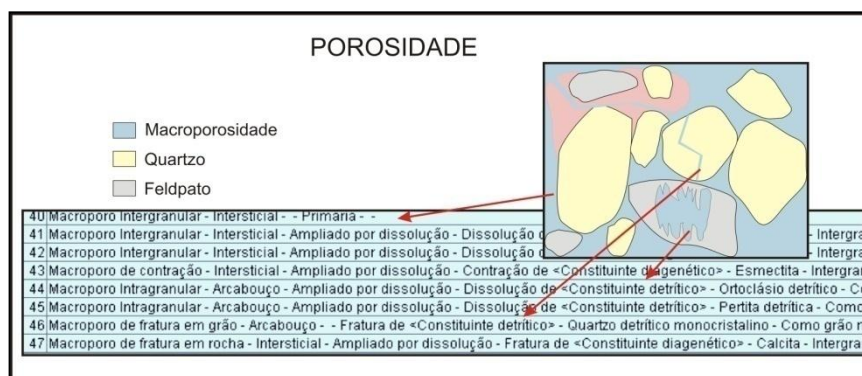 POROSIDADE
Macroporosidade
Quartzo
Feldpato
40 Macroporo Intergranular - Intersticial - - Primária - -
41 Macroporo Intergranular - Intersticial - Ampliado por dissolução - Dissolução - Intergra
42 Macroporo Intergranular - Intersticial - Ampliado por dissolução - Dissolução - Intergra
43 Macroporo de contração - Intersticial - Ampliado por dissolução - Contração de <Constituinte diagenético> - Esmectita - Intergran
44 Macroporo Intragranular - Arcabouço - Ampliado por dissolução - Dissolução de <Constituinte detrítico> - Ortoclásio detrítico - Co
45 Macroporo Intragranular - Arcabouço - Ampliado por dissolução - Dissolução de <Constituinte detrítico> - Pertita detrítica - Como
46 Macroporo de fratura em grão - Arcabouço - - Fratura de <Constituinte detrítico> - Quartzo detrítico monocristalino - Como grão
47 Macroporo de fratura em rocha - Intersticial - Ampliado por dissolução - Fratura de <Constituinte diagenético> - Calcita - Intergran